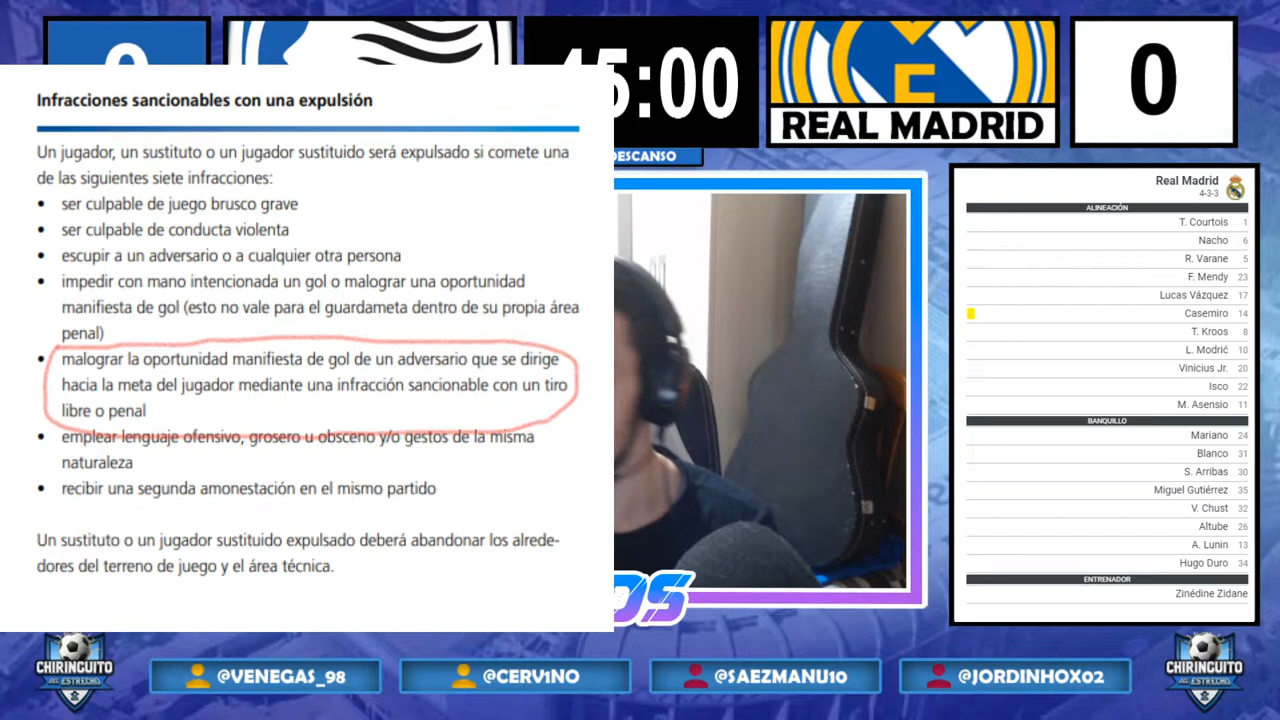 0
45:00
REAL MADRID
0
DESCANSO
Infracciones sancionables con una expulsión
Un jugador, un sustituto o un jugador sustituido será expulsado si comete una
de las siguientes siete infracciones:
• ser culpable de juego brusco grave
• ser culpable de conducta violenta
• escupir a un adversario o a cualquier otra persona
• impedir con mano intencionada un gol o malograr una oportunidad
manifiesta de gol (esto no vale para el guardameta dentro de su propia área
penal)
• malograr la oportunidad manifiesta de gol de un adversario que se dirige
hacia la meta del jugador mediante una infracción sancionable con un tiro
libre o penal
• emplear lenguaje ofensivo, grosero u obsceno y/o gestos de la misma
naturaleza
• recibir una segunda amonestación en el mismo partido
Un sustituto o un jugador sustituido expulsado deberá abandonar los alrede-
dores del terreno de juego y el área técnica.
Real Madrid
4-3-3
ALINEACIÓN
T. Courtois 1
Nacho 6
R. Varane 5
F. Mendy 23
Lucas Vázquez 17
Casemiro 14
T. Kroos 8
L. Modrić 10
Vinicius Jr. 20
Isco 22
M. Asensio 11
BANQUILLO
Mariano 24
Blanco 31
S. Arribas 30
Miguel Gutiérrez 35
V. Chust 32
Altube 26
A. Lunin 13
Hugo Duro 34
ENTRENADOR
Zinédine Zidane
OS
CHIRINGUITO
DEL ESTRECHO
@VENEGAS_98
@CERV1NO
@SAEZMANU10
@JORDINHOX02
CHIRINGUITO
DEL ESTRECHO